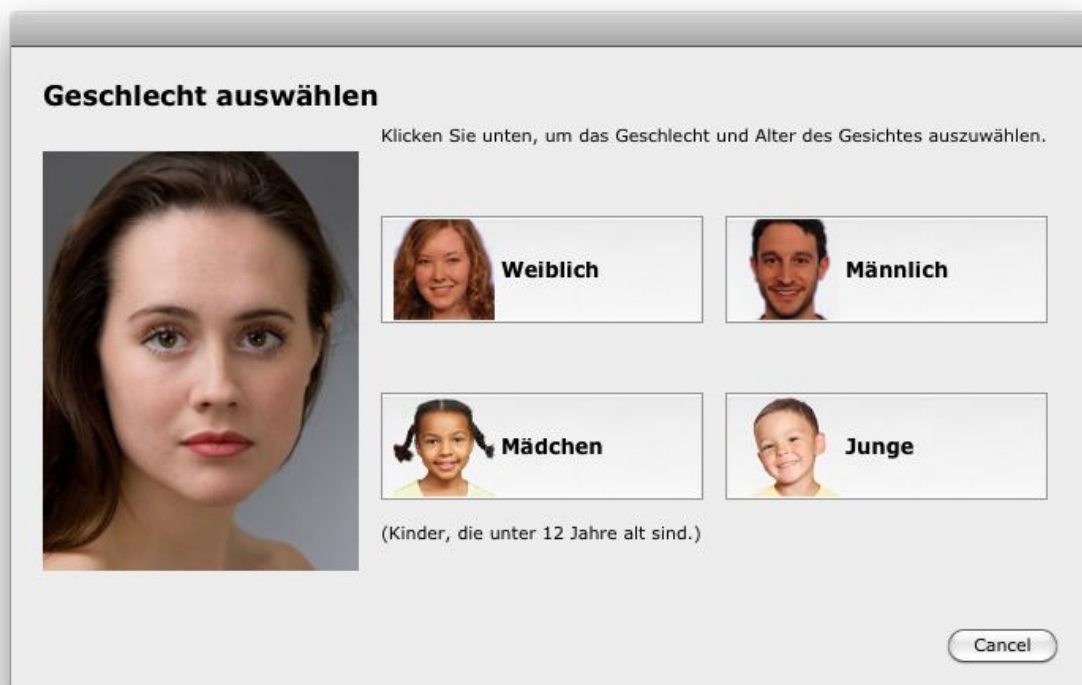 Geschlecht auswählen
Klicken Sie unten, um das Geschlecht und Alter des Gesichtes auszuwählen.
Weiblich
Männlich
Mädchen
Junge
(Kinder, die unter 12 Jahre alt sind.)
Cancel